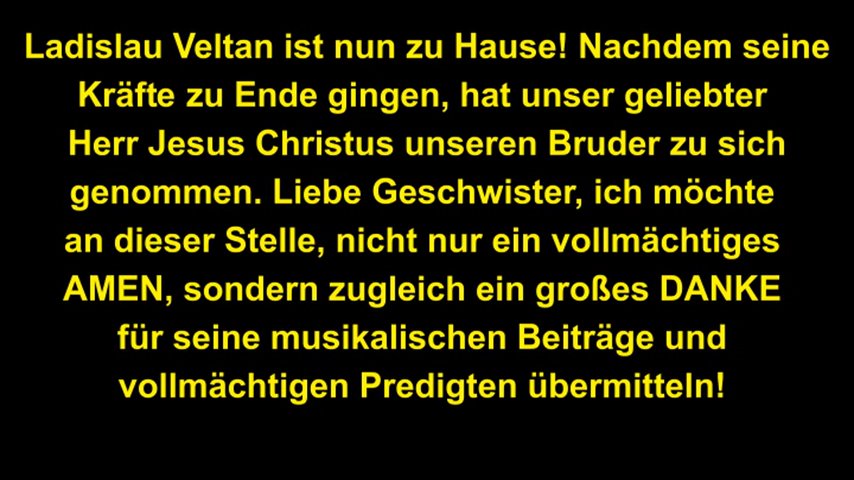 Ladislau Veltan ist nun zu Hause! Nachdem seine
Kräfte zu Ende gingen, hat unser geliebter
Herr Jesus Christus unseren Bruder zu sich
genommen. Liebe Geschwister, ich möchte
an dieser Stelle, nicht nur ein vollmächtiges
AMEN, sondern zugleich ein großes DANKE
für seine musikalischen Beiträge und
vollmächtigen Predigten übermitteln!